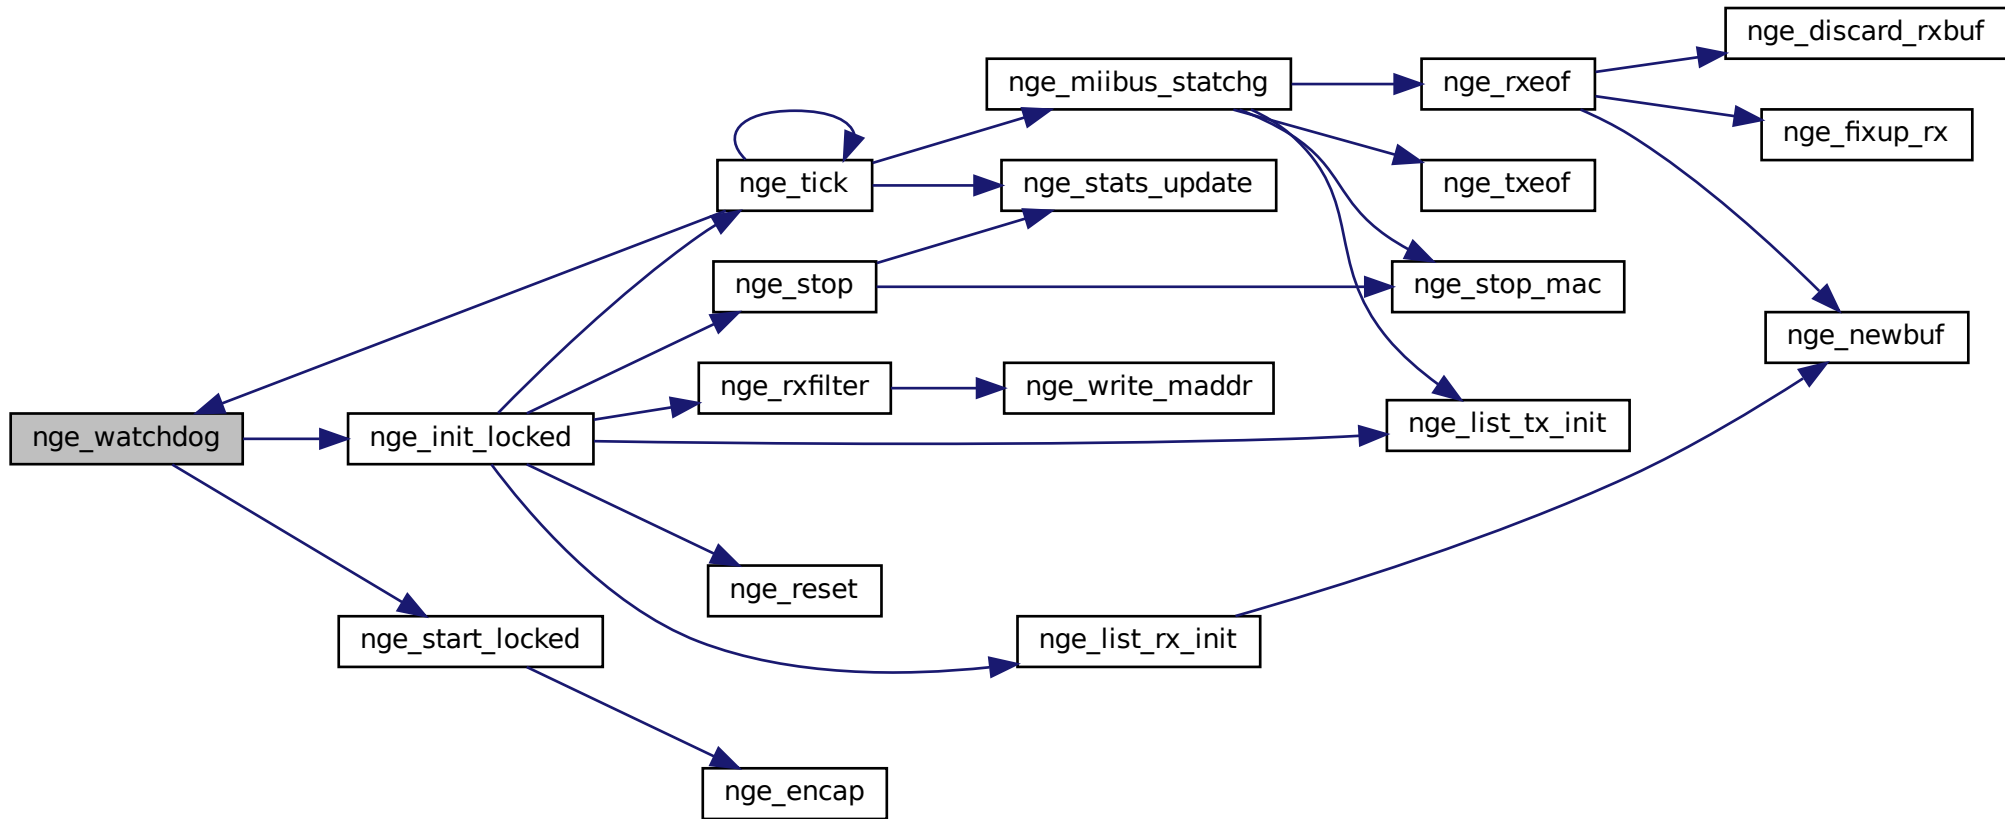 nge_discard_rxbuf
nge_miibus_statchg
nge_rxeof
nge_fixup_rx
nge_tick
nge_stats_update
nge_txeof
nge_stop
nge_stop_mac
nge_newbuf
nge_rxfilter
nge_write_maddr
nge_list_tx_init
nge_watchdog
nge_init_locked
nge_reset
nge_start_locked
nge_list_rx_init
nge_encap